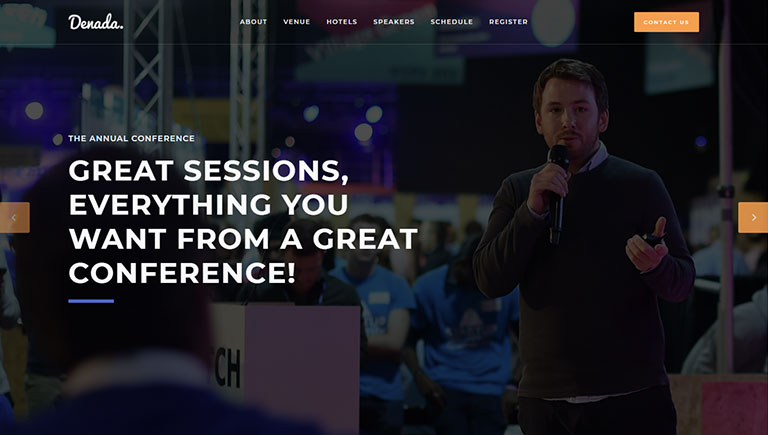 Denada.
ABOUT VENUE HOTELS SPEAKERS SCHEDULE REGISTER
CONTACT US
THE ANNUAL CONFERENCE
GREAT SESSIONS,
EVERYTHING YOU
WANT FROM A GREAT
CONFERENCE!
CH